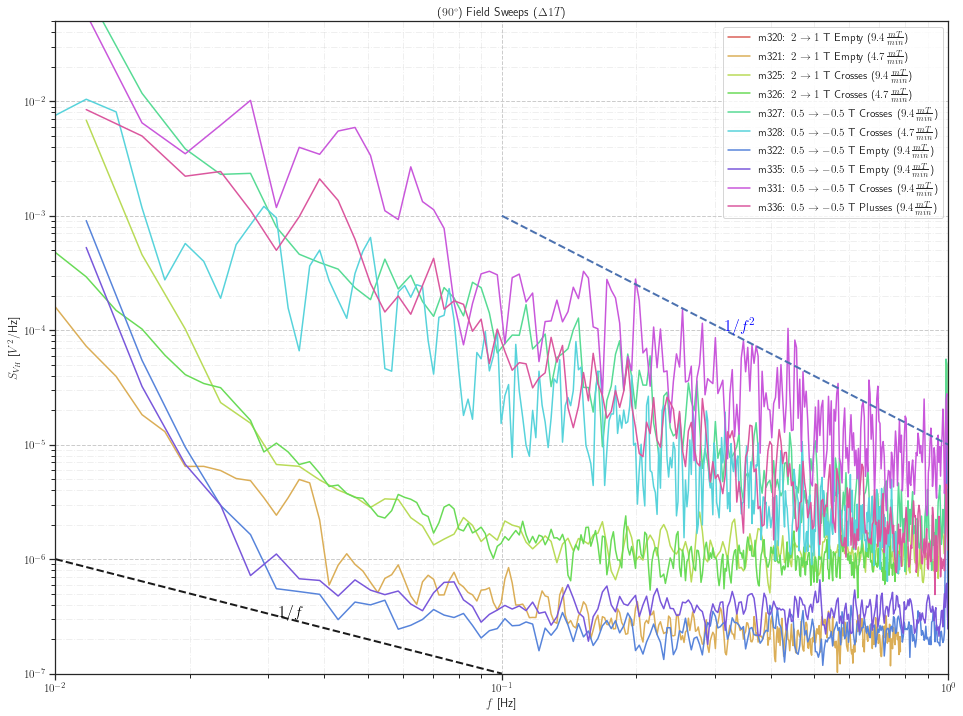 (90°) Field Sweeps (Δ1T)
m320: 2 → 1 T Empty (9.4 mT/min)
m321: 2 → 1 T Empty (4.7 mT/min)
m325: 2 → 1 T Crosses (9.4 mT/min)
m326: 2 → 1 T Crosses (4.7 mT/min)
m327: 0.5 → −0.5 T Crosses (9.4 mT/min)
m328: 0.5 → −0.5 T Crosses (4.7 mT/min)
m322: 0.5 → −0.5 T Empty (9.4 mT/min)
m335: 0.5 → −0.5 T Empty (9.4 mT/min)
m331: 0.5 → −0.5 T Crosses (9.4 mT/min)
m336: 0.5 → −0.5 T Plusses (9.4 mT/min)
10⁻²
10⁻³
10⁻⁴
10⁻⁵
10⁻⁶
10⁻⁷
S_{V_H} [V²/Hz]
1/f²
1/f
10⁻²
10⁻¹
10⁰
f [Hz]